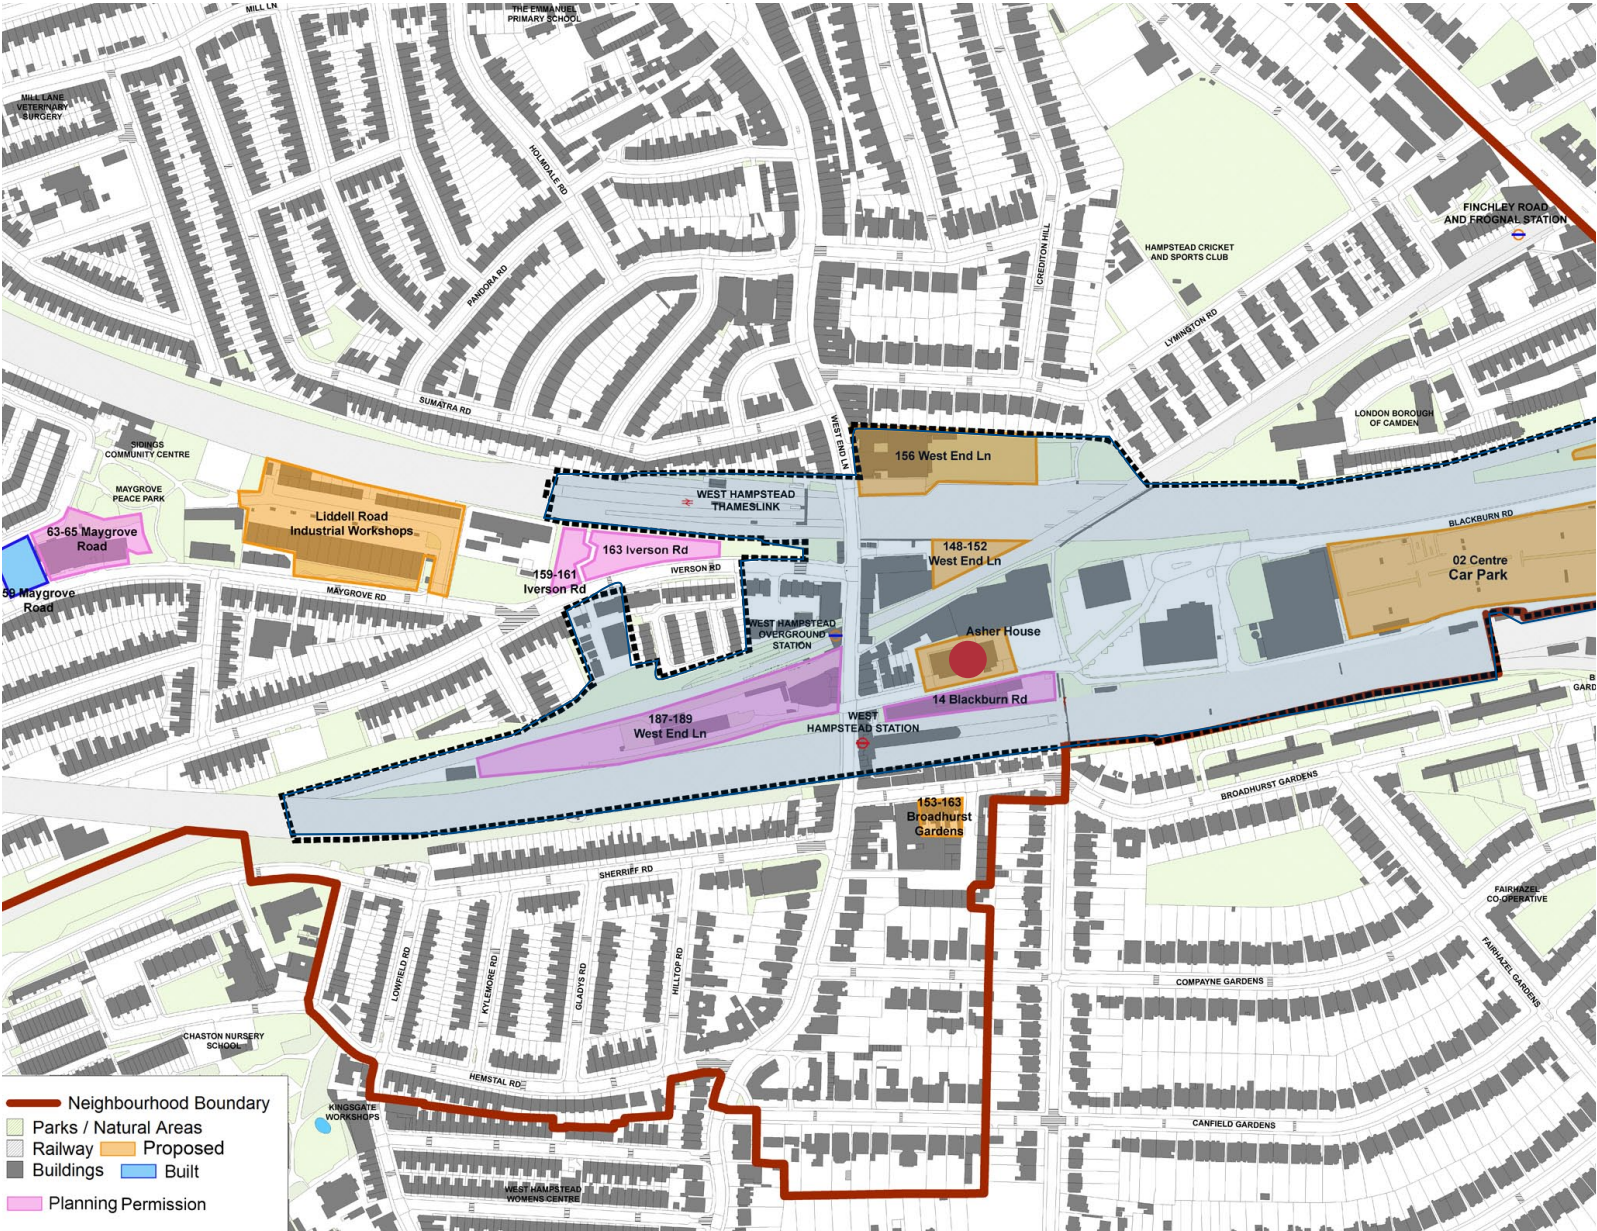 MILL LN
THE EMMANUEL
PRIMARY SCHOOL
MILL LANE
VETERINARY
SURGERY
HOLMDALE RD
PANDORA RD
CREDITON HILL
HAMPSTEAD CRICKET
AND SPORTS CLUB
FINCHLEY ROAD
AND FROGNAL STATION
LYMINGTON RD
SUMATRA RD
WEST END LN
LONDON BOROUGH
OF CAMDEN
SIDINGS
COMMUNITY CENTRE
MAYGROVE
PEACE PARK
156 West End Ln
WEST HAMPSTEAD
THAMESLINK
Liddell Road
Industrial Workshops
63-65 Maygrove
Road
BLACKBURN RD
163 Iverson Rd
148-152
West End Ln
IVERSON RD
159-161
Iverson Rd
02 Centre
Car Park
59 Maygrove
Road
MAYGROVE RD
WEST HAMPSTEAD
OVERGROUND
STATION
Asher House
14 Blackburn Rd
187-189
West End Ln
WEST
HAMPSTEAD STATION
BROADHURST GARDENS
153-163
Broadhurst
Gardens
SHERRIFF RD
FAIRHAZEL
CO-OPERATIVE
LOWFIELD RD
KYLEMORE RD
GLADYS RD
HILLTOP RD
FAIRHAZEL GARDENS
COMPAYNE GARDENS
CHASTON NURSERY
SCHOOL
HEMSTAL RD
KINGSGATE
WORKSHOPS
CANFIELD GARDENS
WEST HAMPSTEAD
WOMENS CENTRE
Neighbourhood Boundary
Parks / Natural Areas
Railway
Proposed
Buildings
Built
Planning Permission